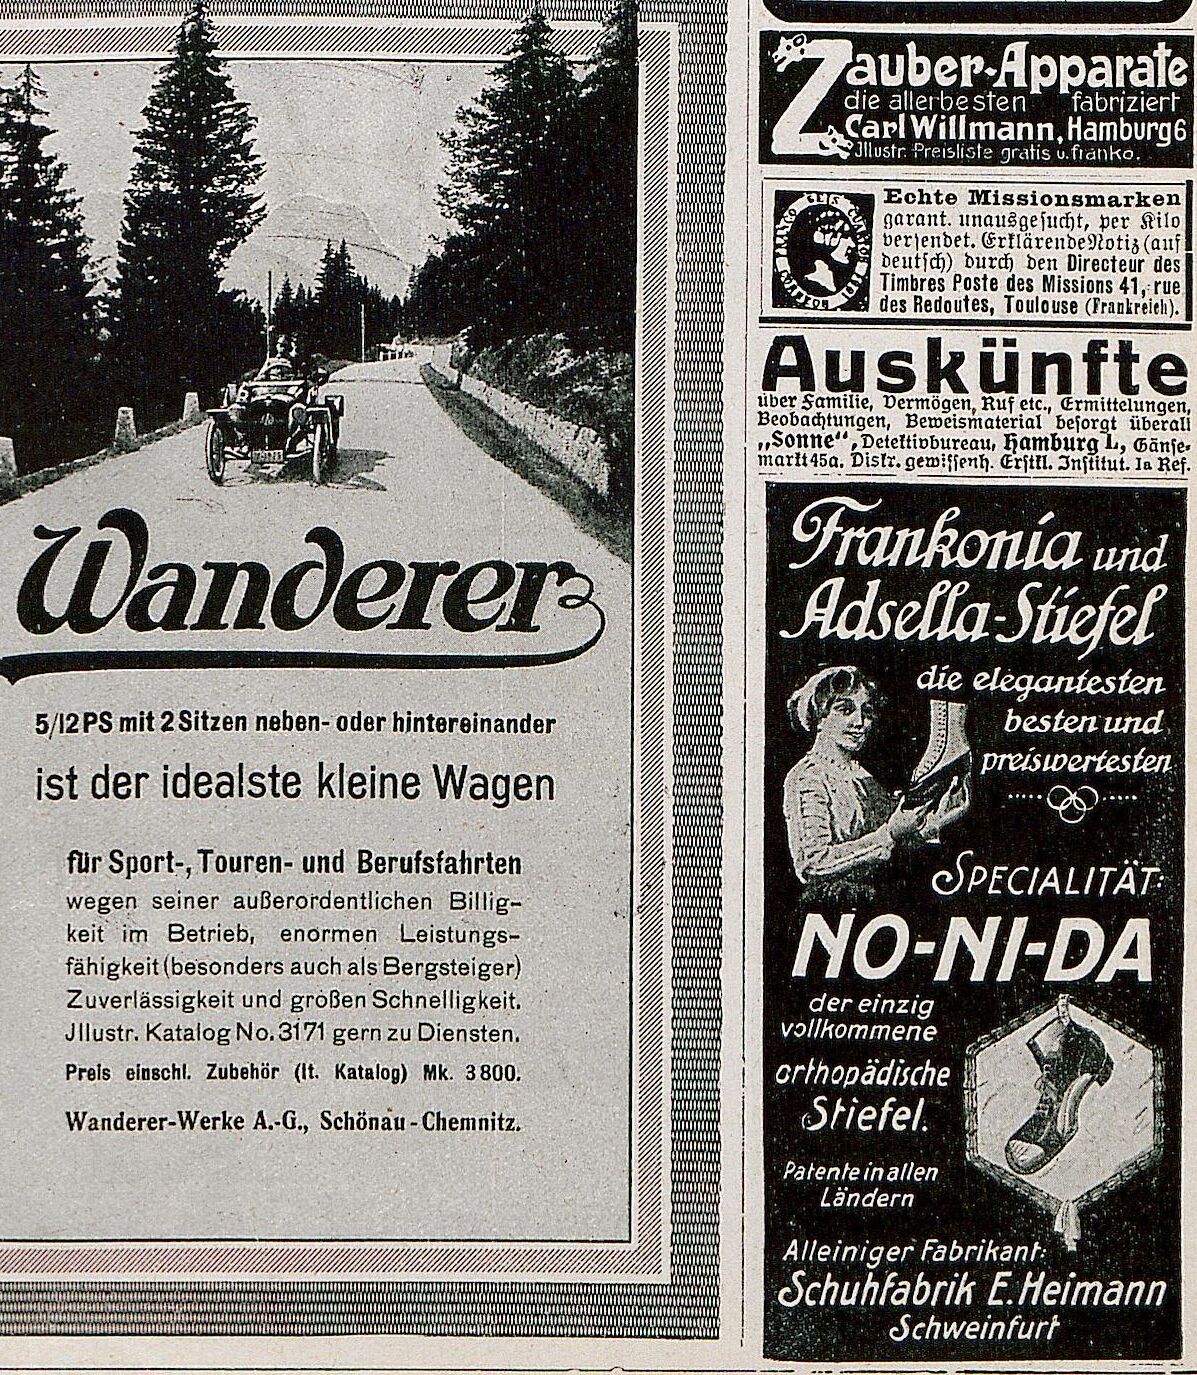 Wanderer
5/12 PS mit 2 Sitzen neben- oder hintereinander
ist der idealste kleine Wagen
für Sport-, Touren- und Berufsfahrten
wegen seiner außerordentlichen Billig-
keit im Betrieb, enormen Leistungs-
fähigkeit (besonders auch als Bergsteiger)
Zuverlässigkeit und großen Schnelligkeit.
Jllustr. Katalog No. 3171 gern zu Diensten.
Preis einschl. Zubehör (lt. Katalog) Mk. 3800.
Wanderer-Werke A.-G., Schönau-Chemnitz.
Zauber-Apparate
die allerbesten fabriziert
Carl Willmann, Hamburg 6
Jllustr. Preisliste gratis u. franko.
Echte Missionsmarken
garant. unausgesucht, per Kilo
versendet. Erklärende Notiz (auf
deutsch) durch den Directeur des
Timbres Poste des Missions 41, rue
des Redoutes, Toulouse (Frankreich).
Auskünfte
über Familie, Vermögen, Ruf etc., Ermittelungen,
Beobachtungen, Beweismaterial besorgt überall
„Sonne“, Detektivbureau, Hamburg L, Gänse-
markt 45a. Diskr. gewissenh. Erstkl. Institut. Ia Ref.
Frankonia und
Adsella-Stiefel
die elegantesten
besten und
preiswertesten
SPECIALITÄT:
NO-NI-DA
der einzig
vollkommene
orthopädische
Stiefel.
Patente in allen
Ländern
Alleiniger Fabrikant:
Schuhfabrik E. Heimann
Schweinfurt